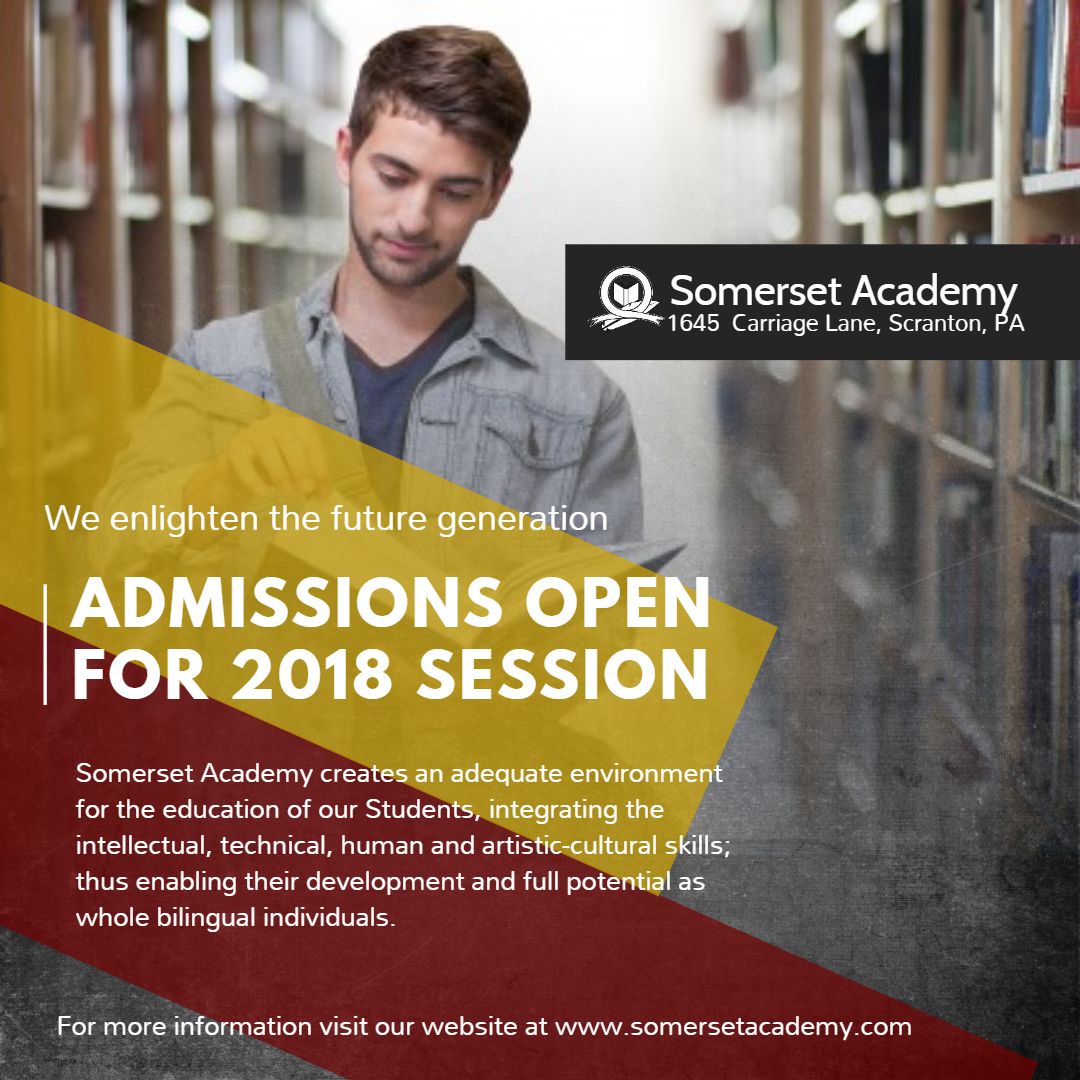 Somerset Academy
1645 Carriage Lane, Scranton, PA
We enlighten the future generation
ADMISSIONS OPEN
FOR 2018 SESSION
Somerset Academy creates an adequate environment
for the education of our Students, integrating the
intellectual, technical, human and artistic-cultural skills;
thus enabling their development and full potential as
whole bilingual individuals.
For more information visit our website at www.somersetacademy.com